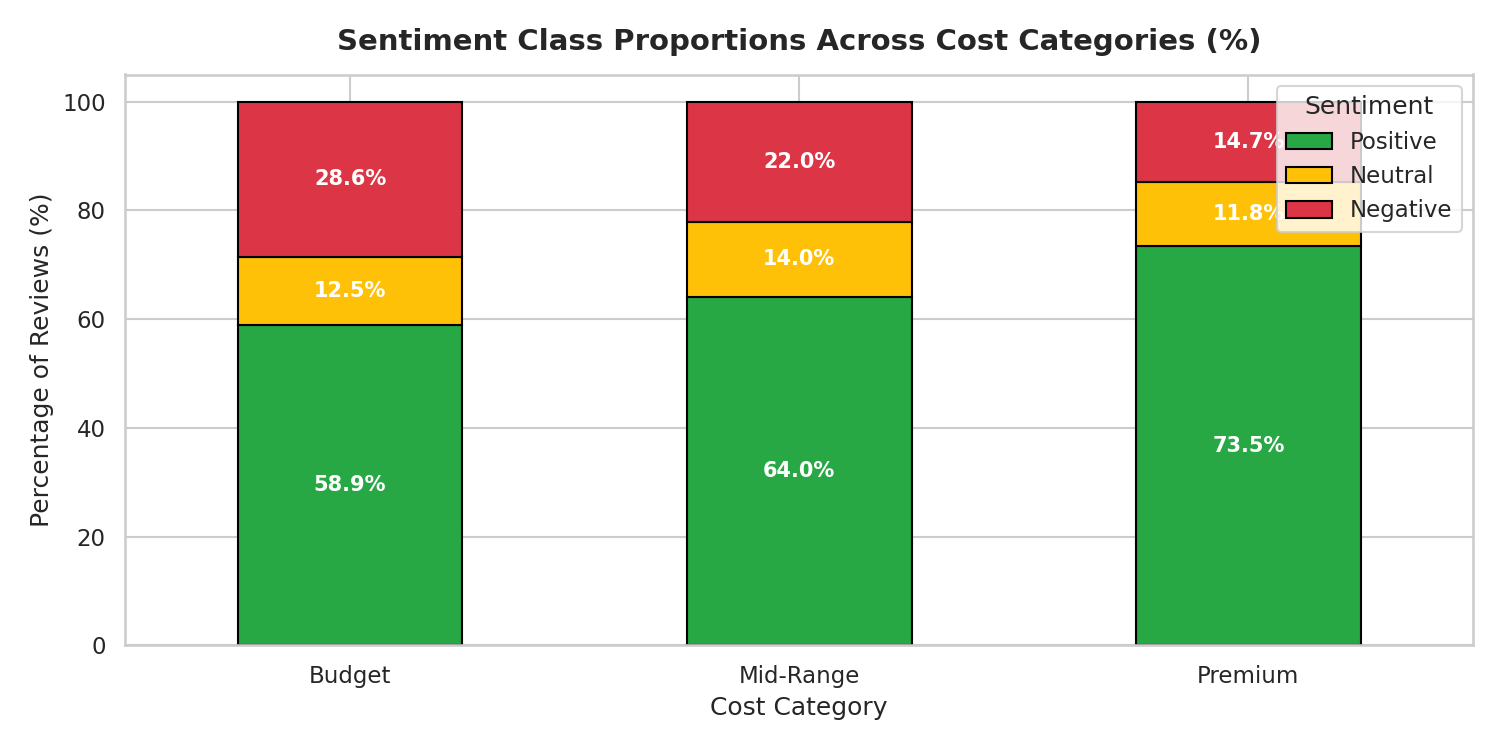 Sentiment Class Proportions Across Cost Categories (%)
Percentage of Reviews (%)
100
80
60
40
20
0
28.6%
12.5%
58.9%
22.0%
14.0%
64.0%
14.7%
11.8%
73.5%
Sentiment
Positive
Neutral
Negative
Budget
Mid-Range
Premium
Cost Category